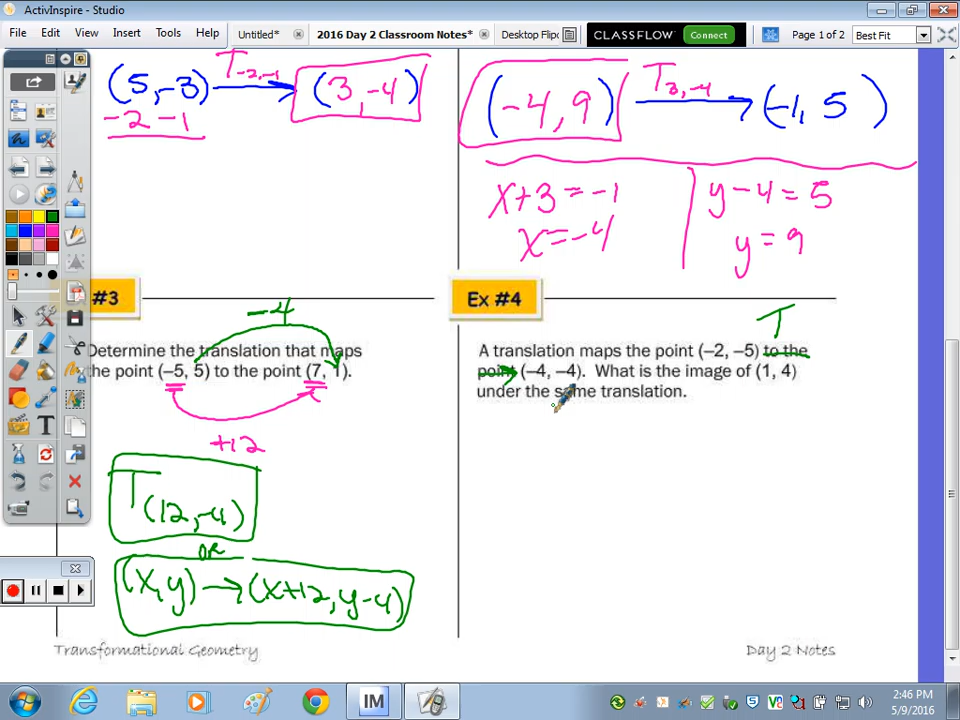 ActivInspire - Studio
File Edit View Insert Tools Help
Untitled*
2016 Day 2 Classroom Notes*
Desktop Flipc
CLASSFLOW
Connect
Page 1 of 2
Best Fit
(5, -3) T-2,-1 (3, -4)
-2 -1
(-4, 9) T3,-4 (-1, 5)
x+3=-1
x=-4
y-4=5
y=9
#3
-4
Determine the translation that maps
the point (–5, 5) to the point (7, 1).
+12
T(12,-4)
OR
(x,y)→(x+12, y-4)
Ex #4
T
A translation maps the point (–2, –5) to the
point (–4, –4). What is the image of (1, 4)
under the same translation.
Transformational Geometry
Day 2 Notes
IM
2:46 PM
5/9/2016